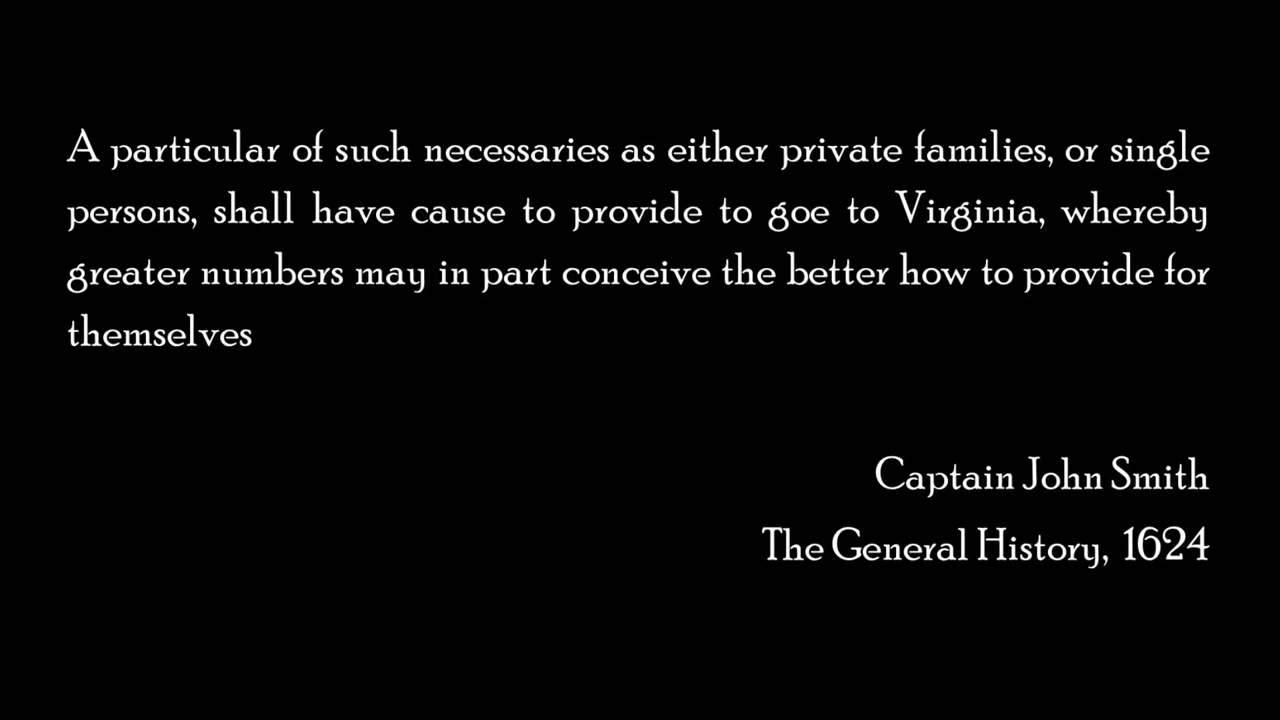 A particular of such necessaries as either private families, or single
persons, shall have cause to provide to goe to Virginia, whereby
greater numbers may in part conceive the better how to provide for
themselves
Captain John Smith
The General History, 1624